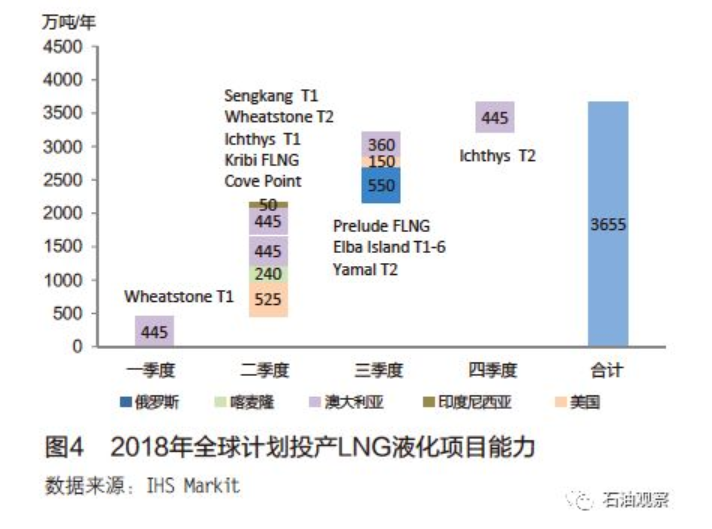 万吨/年
4500
4000
3500
3000
2500
2000
1500
1000
500
0
Wheatstone T1
445
Sengkang T1
Wheatstone T2
Ichthys T1
Kribi FLNG
Cove Point
50
445
445
240
525
360
150
550
Prelude FLNG
Elba Island T1-6
Yamal T2
445
Ichthys T2
3655
一季度 二季度 三季度 四季度 合计
俄罗斯 喀麦隆 澳大利亚 印度尼西亚 美国
图4 2018年全球计划投产LNG液化项目能力
数据来源：IHS Markit
石油观察